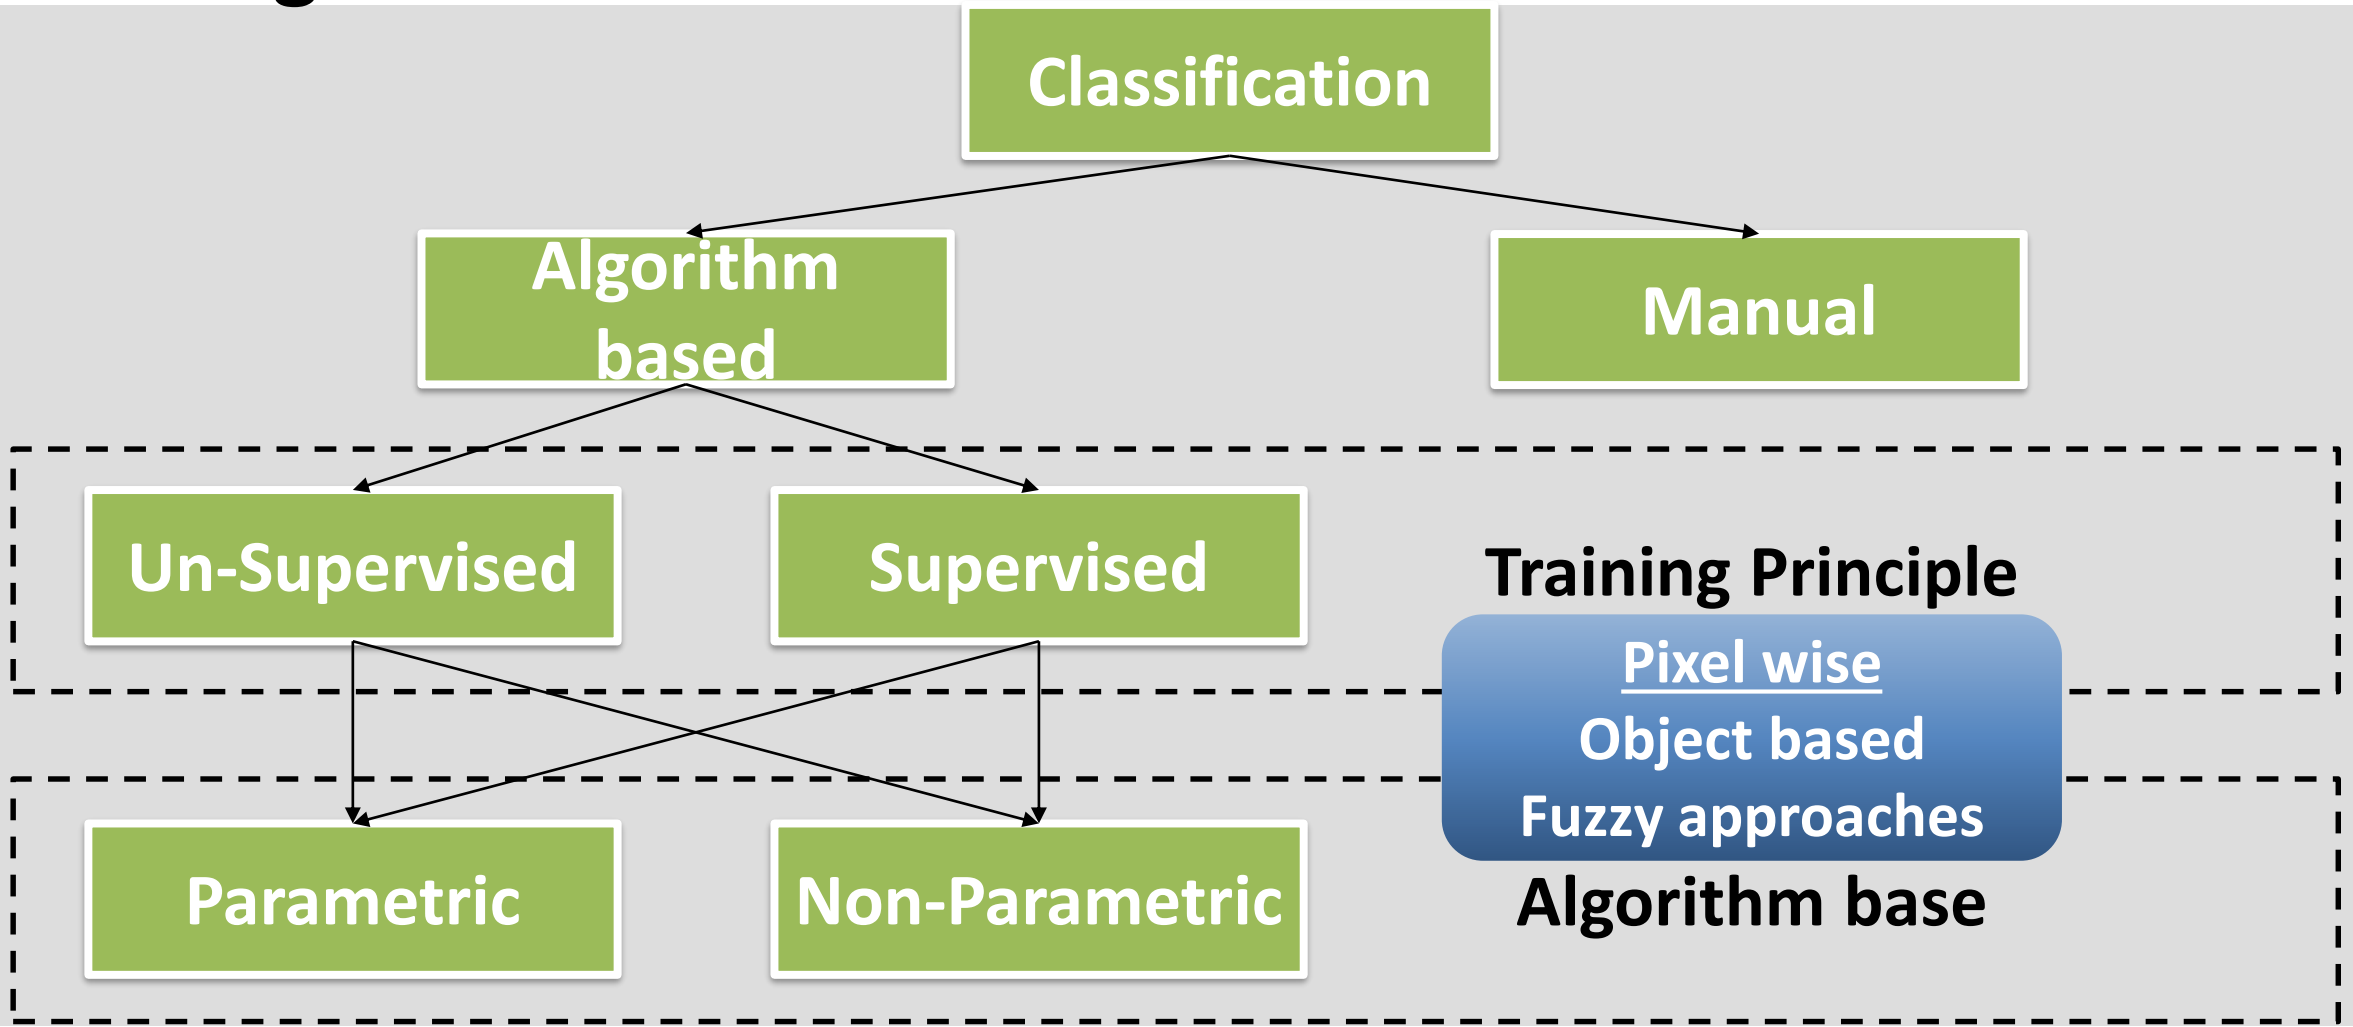 Classification
Algorithm
based
Manual
Un-Supervised
Supervised
Training Principle
Pixel wise
Object based
Fuzzy approaches
Parametric
Non-Parametric
Algorithm base